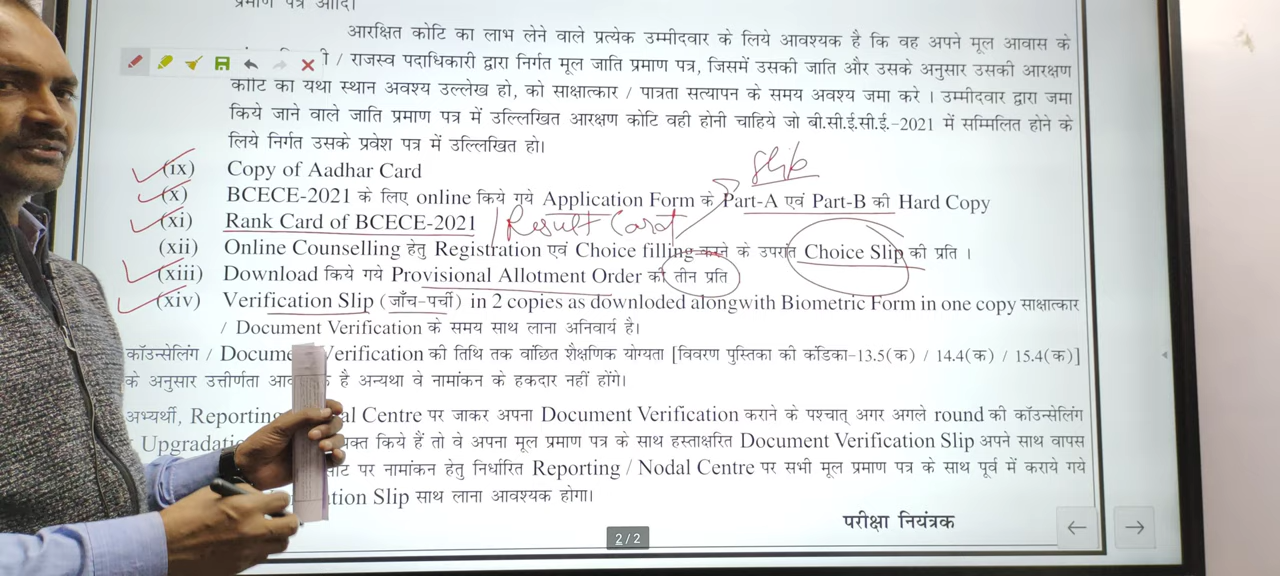 प्रमाण पत्र आदि।
आरक्षित कोटि का लाभ लेने वाले प्रत्येक उम्मीदवार के लिये आवश्यक है कि वह अपने मूल आवास के
/ राजस्व पदाधिकारी द्वारा निर्गत मूल जाति प्रमाण पत्र, जिसमें उसकी जाति और उसके अनुसार उसकी आरक्षण
कोटि का यथा स्थान अवश्य उल्लेख हो, को साक्षात्कार / पात्रता सत्यापन के समय अवश्य जमा करे । उम्मीदवार द्वारा जमा
किये जाने वाले जाति प्रमाण पत्र में उल्लिखित आरक्षण कोटि वही होनी चाहिये जो बी.सी.ई.सी.ई.-2021 में सम्मिलित होने के
लिये निर्गत उसके प्रवेश पत्र में उल्लिखित हो।
Slib
(ix) Copy of Aadhar Card
(x) BCECE-2021 के लिए online किये गये Application Form के Part-A एवं Part-B की Hard Copy
(xi) Rank Card of BCECE-2021 / Result Card
(xii) Online Counselling हेतु Registration एवं Choice filling करने के उपरांत Choice Slip की प्रति ।
(xiii) Download किये गये Provisional Allotment Order की तीन प्रति
(xiv) Verification Slip (जाँच-पर्ची) in 2 copies as downloded alongwith Biometric Form in one copy साक्षात्कार
/ Document Verification के समय साथ लाना अनिवार्य है।
कॉउन्सेलिंग / Docume Verification की तिथि तक वांछित शैक्षणिक योग्यता [विवरण पुस्तिका की कंडिका-13.5(क) / 14.4(क) / 15.4(क)]
के अनुसार उत्तीर्णता है अन्यथा वे नामांकन के हकदार नहीं होंगे।
अभ्यर्थी, Reporting al Centre पर जाकर अपना Document Verification कराने के पश्चात् अगर अगले round की कॉउन्सेलिंग
Upgradati क्त किये हैं तो वे अपना मूल प्रमाण पत्र के साथ हस्ताक्षरित Document Verification Slip अपने साथ वापस
पर नामांकन हेतु निर्धारित Reporting / Nodal Centre पर सभी मूल प्रमाण पत्र के साथ पूर्व में कराये गये
tion Slip साथ लाना आवश्यक होगा।
परीक्षा नियंत्रक
2 / 2